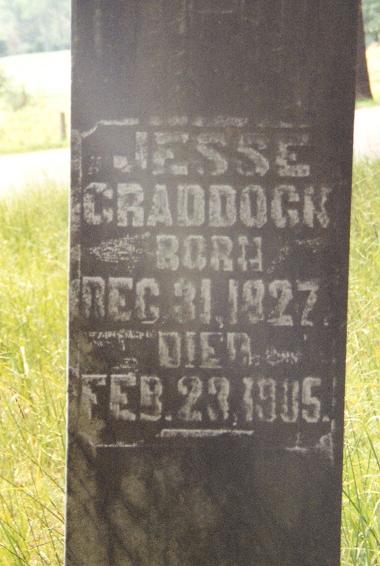 JESSE
CRADDOCK
BORN
DEC. 31, 1827.
DIED.
FEB. 23, 1905.